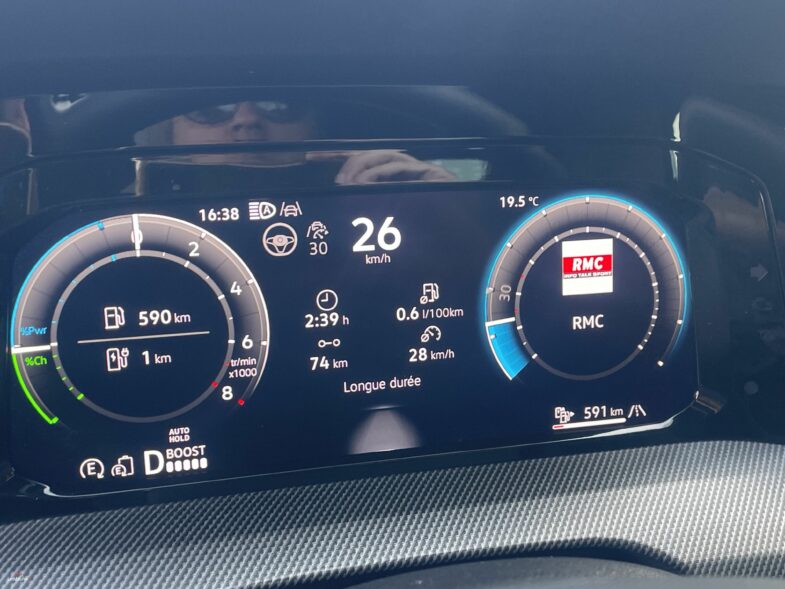 16:38
A
30
26
km/h
19.5 °C
0
2
4
6
8
tr/min
x1000
%Pwr
%Ch
590 km
1 km
2:39 h
0.6 l/100km
74 km
28 km/h
Longue durée
30
RMC
INFO TALK SPORT
RMC
591 km
AUTO
HOLD
E
E
D BOOST